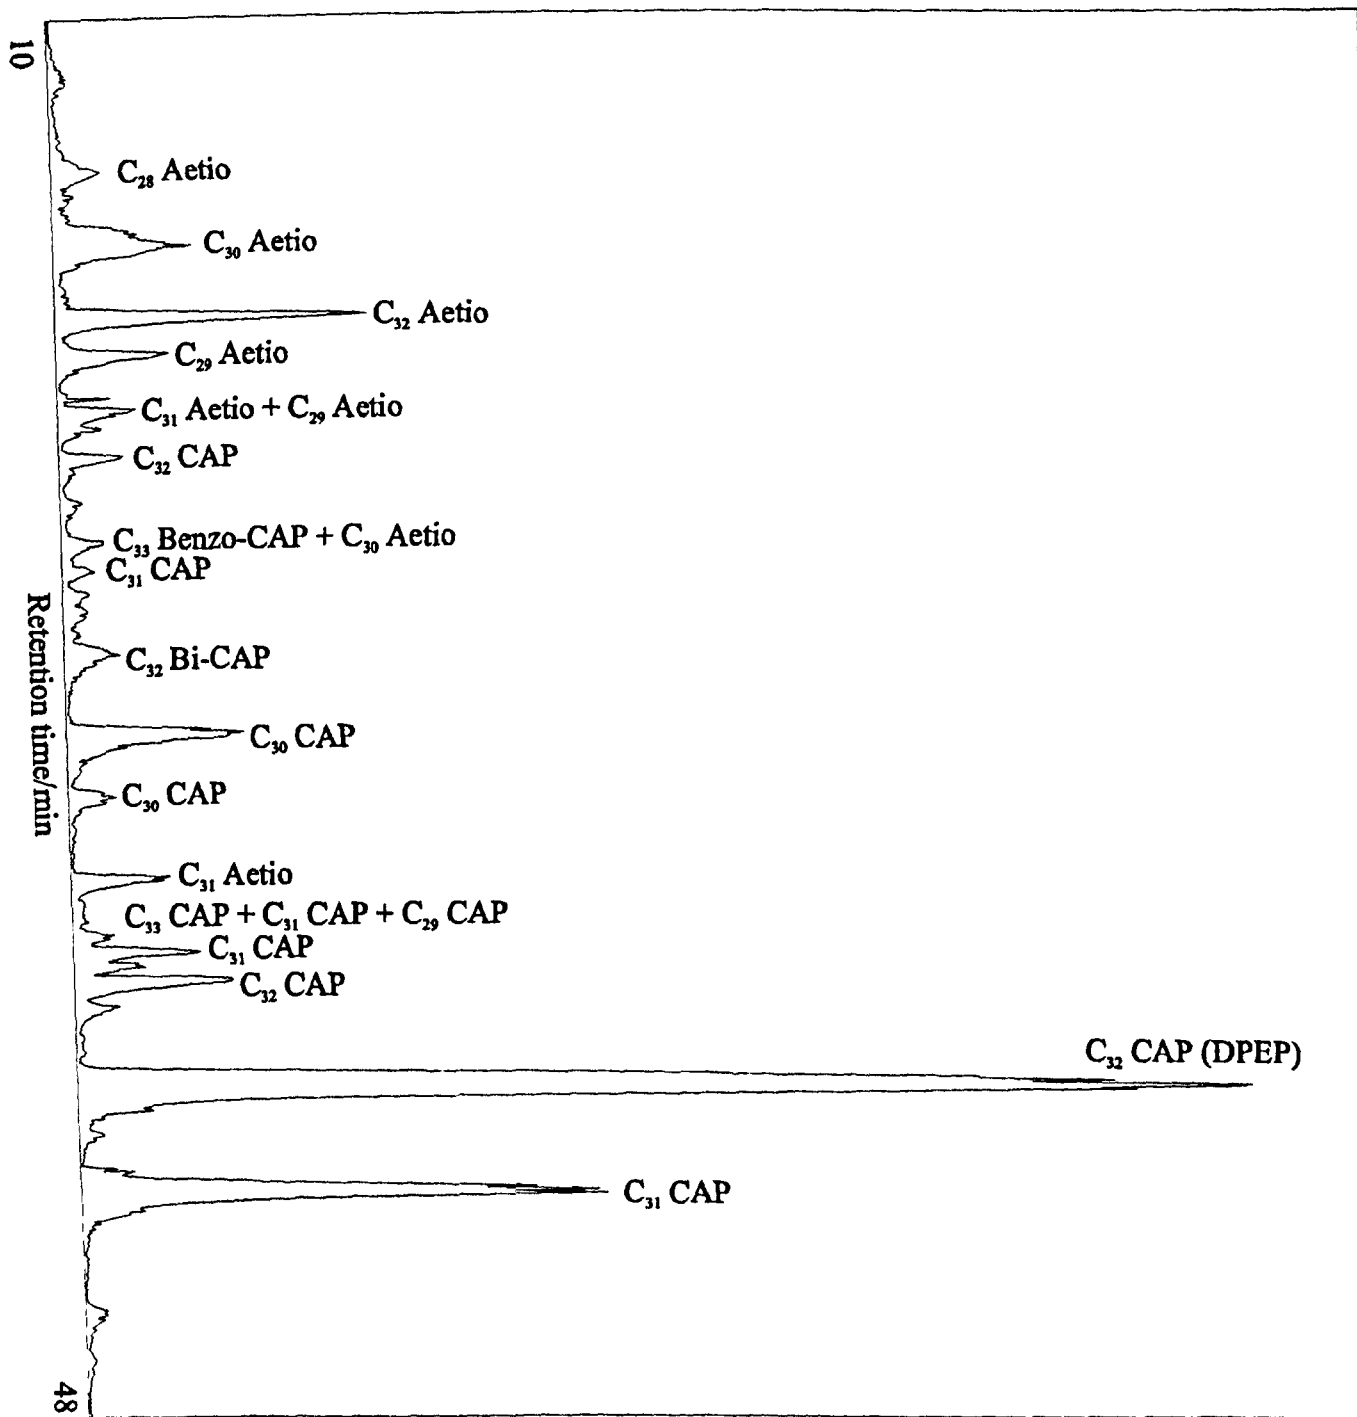 10
C₂₈ Aetio
C₃₀ Aetio
C₃₂ Aetio
C₂₉ Aetio
C₃₁ Aetio + C₂₉ Aetio
C₃₂ CAP
C₃₃ Benzo-CAP + C₃₀ Aetio
C₃₁ CAP
C₃₂ Bi-CAP
C₃₀ CAP
C₃₀ CAP
C₃₁ Aetio
C₃₃ CAP + C₃₁ CAP + C₂₉ CAP
C₃₁ CAP
C₃₂ CAP
C₃₂ CAP (DPEP)
C₃₁ CAP
Retention time/min
48